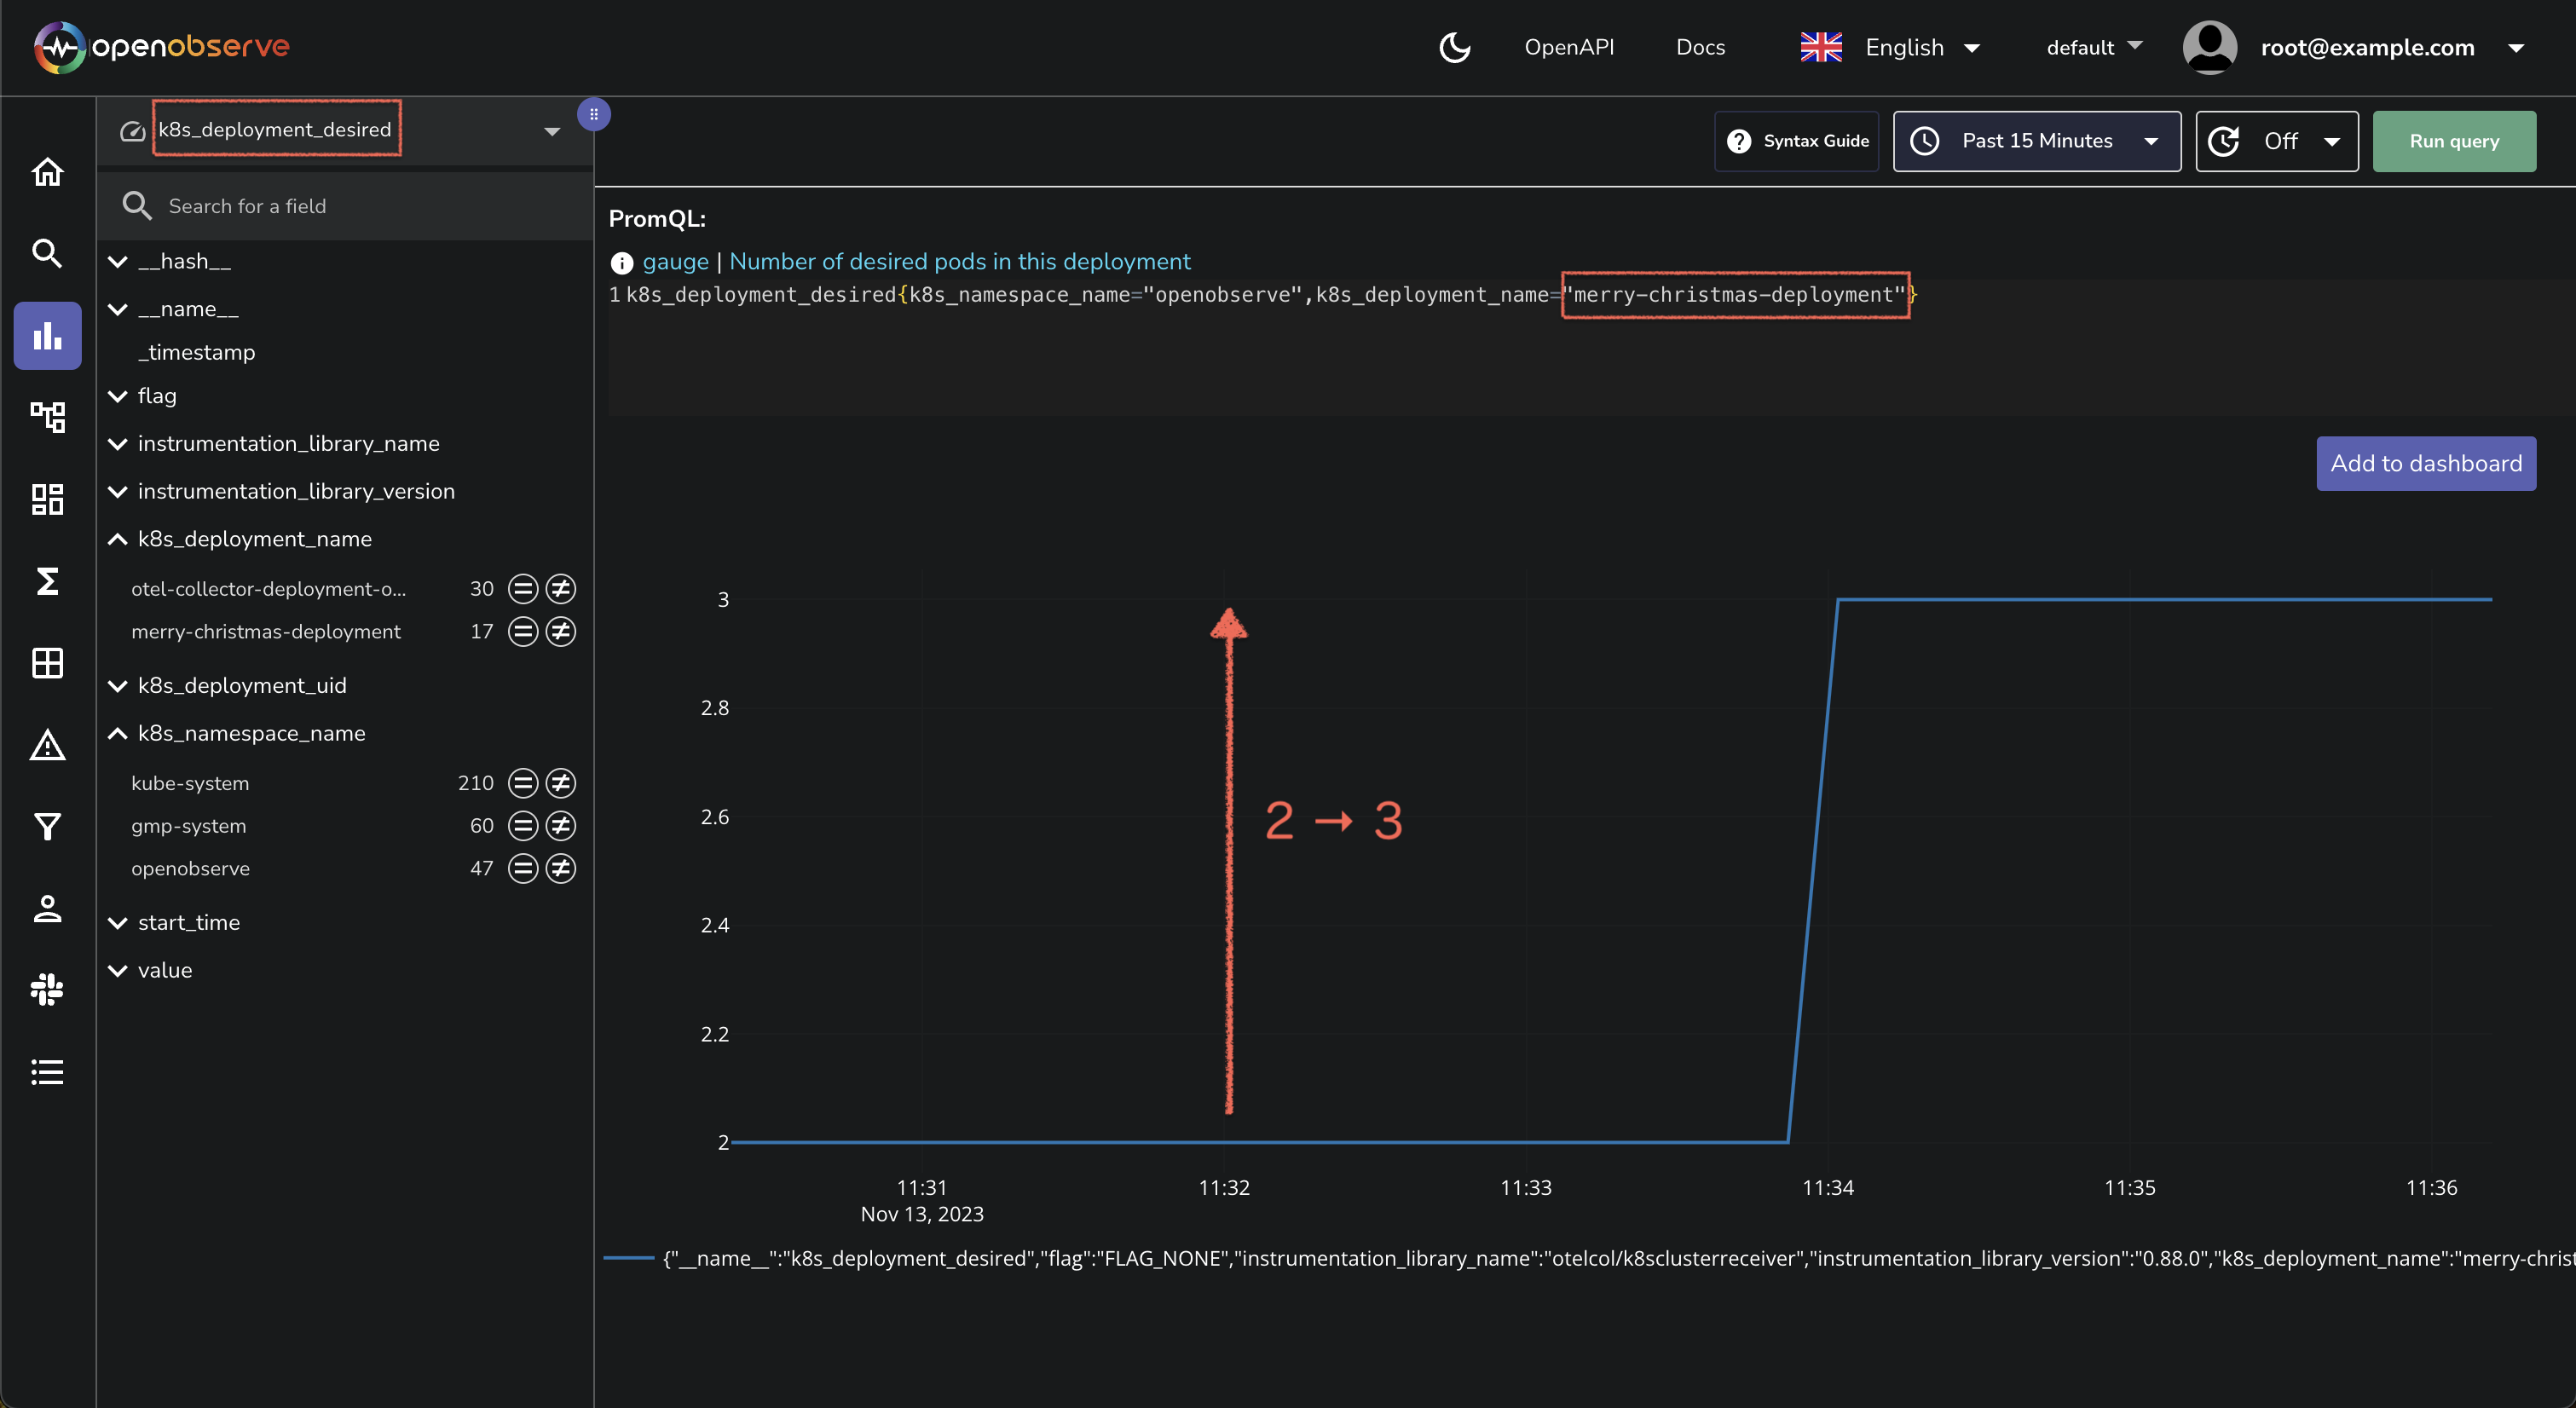 openobserve
OpenAPI
Docs
English
default
root@example.com
k8s_deployment_desired
Syntax Guide
Past 15 Minutes
Off
Run query
Search for a field
__hash__
__name__
_timestamp
flag
instrumentation_library_name
instrumentation_library_version
k8s_deployment_name
otel-collector-deployment-o... 30
merry-christmas-deployment 17
k8s_deployment_uid
k8s_namespace_name
kube-system 210
gmp-system 60
openobserve 47
start_time
value
PromQL:
gauge | Number of desired pods in this deployment
1 k8s_deployment_desired{k8s_namespace_name="openobserve",k8s_deployment_name="merry-christmas-deployment"}
Add to dashboard
3
2.8
2.6
2.4
2.2
2
2 → 3
11:31 11:32 11:33 11:34 11:35 11:36
Nov 13, 2023
{"__name__":"k8s_deployment_desired","flag":"FLAG_NONE","instrumentation_library_name":"otelcol/k8sclusterreceiver","instrumentation_library_version":"0.88.0","k8s_deployment_name":"merry-christ